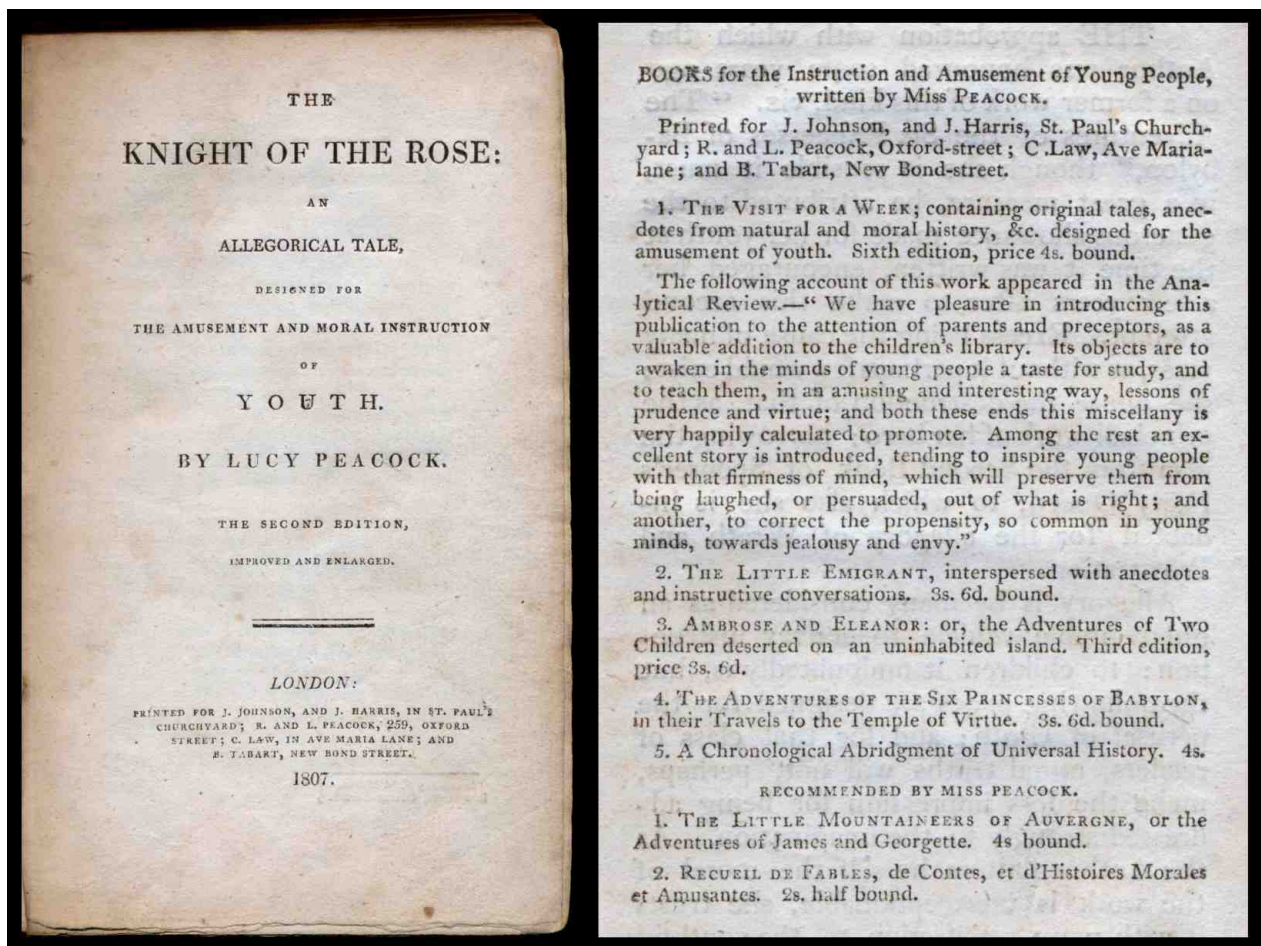 THE
KNIGHT OF THE ROSE:
AN
ALLEGORICAL TALE,
DESIGNED FOR
THE AMUSEMENT AND MORAL INSTRUCTION
OF
YOUTH.
BY LUCY PEACOCK.
THE SECOND EDITION,
IMPROVED AND ENLARGED.
LONDON:
PRINTED FOR J. JOHNSON, AND J. HARRIS, IN ST. PAUL'S
CHURCHYARD; R. AND L. PEACOCK, 259, OXFORD
STREET; C. LAW, IN AVE MARIA LANE; AND
B. TABART, NEW BOND STREET.
1807.
BOOKS for the Instruction and Amusement of Young People,
written by Miss PEACOCK.
Printed for J. Johnson, and J. Harris, St. Paul's Church-
yard; R. and L. Peacock, Oxford-street; C .Law, Ave Maria-
lane; and B. Tabart, New Bond-street.
1. THE VISIT FOR A WEEK; containing original tales, anec-
dotes from natural and moral history, &c. designed for the
amusement of youth. Sixth edition, price 4s. bound.
The following account of this work appeared in the Ana-
lytical Review.—“ We have pleasure in introducing this
publication to the attention of parents and preceptors, as a
valuable addition to the children's library. Its objects are to
awaken in the minds of young people a taste for study, and
to teach them, in an amusing and interesting way, lessons of
prudence and virtue; and both these ends this miscellany is
very happily calculated to promote. Among the rest an ex-
cellent story is introduced, tending to inspire young people
with that firmness of mind, which will preserve them from
being laughed, or persuaded, out of what is right; and
another, to correct the propensity, so common in young
minds, towards jealousy and envy.”
2. THE LITTLE EMIGRANT, interspersed with anecdotes
and instructive conversations. 3s. 6d. bound.
3. AMBROSE AND ELEANOR: or, the Adventures of Two
Children deserted on an uninhabited island. Third edition,
price 3s. 6d.
4. THE ADVENTURES OF THE SIX PRINCESSES OF BABYLON,
in their Travels to the Temple of Virtue. 3s. 6d. bound.
5. A Chronological Abridgment of Universal History. 4s.
RECOMMENDED BY MISS PEACOCK.
1. THE LITTLE MOUNTAINEERS OF AUVERGNE, or the
Adventures of James and Georgette. 4s bound.
2. RECUEIL DE FABLES, de Contes, et d'Histoires Morales
et Amusantes. 2s. half bound.